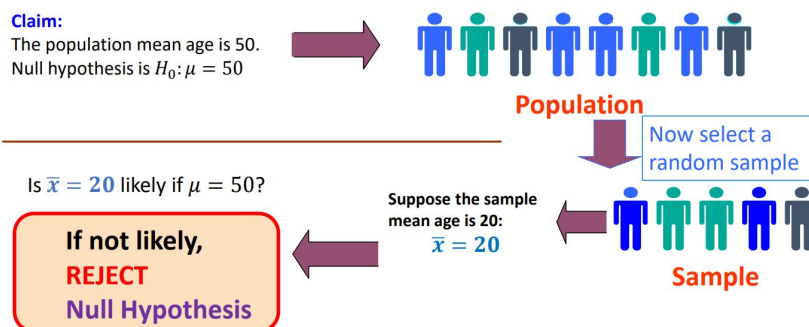 Claim:
The population mean age is 50.
Null hypothesis is H₀: μ = 50
Population
Now select a
random sample
Sample
Suppose the sample
mean age is 20:
x̄ = 20
Is x̄ = 20 likely if μ = 50?
If not likely,
REJECT
Null Hypothesis